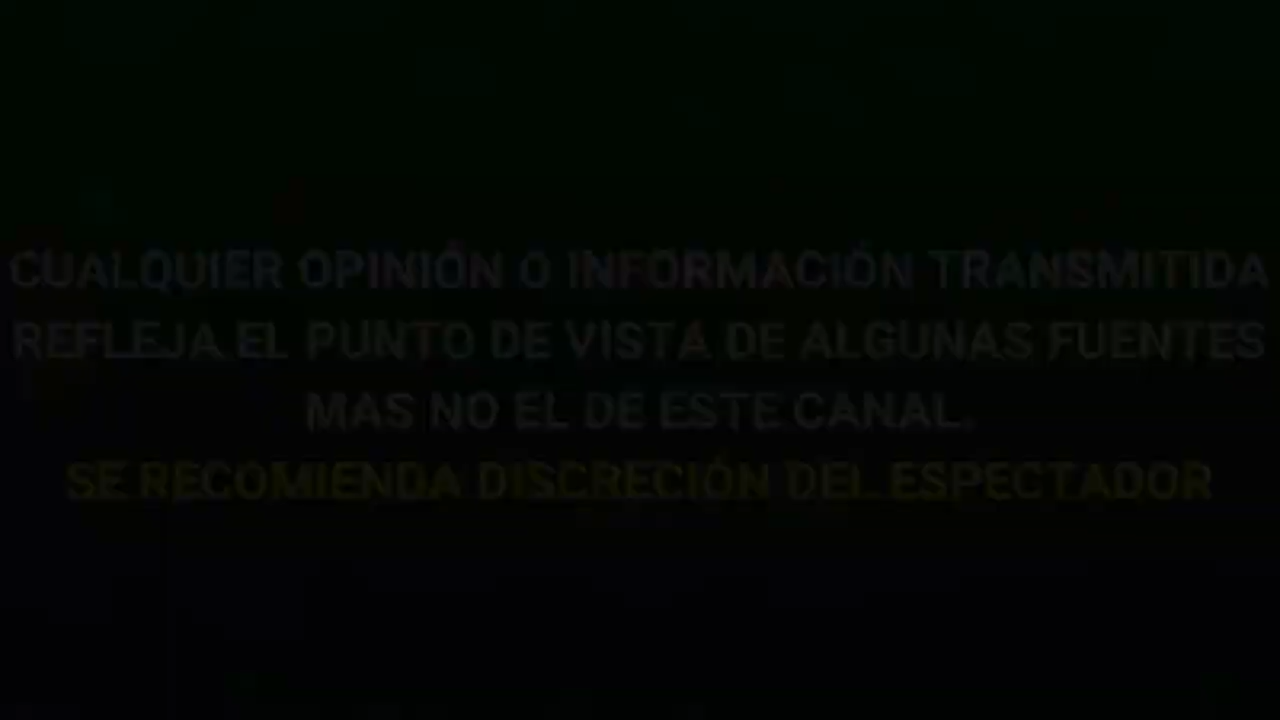 CUALQUIER OPINIÓN O INFORMACIÓN TRANSMITIDA
REFLEJA EL PUNTO DE VISTA DE ALGUNAS FUENTES
MAS NO EL DE ESTE CANAL.
SE RECOMIENDA DISCRECIÓN DEL ESPECTADOR